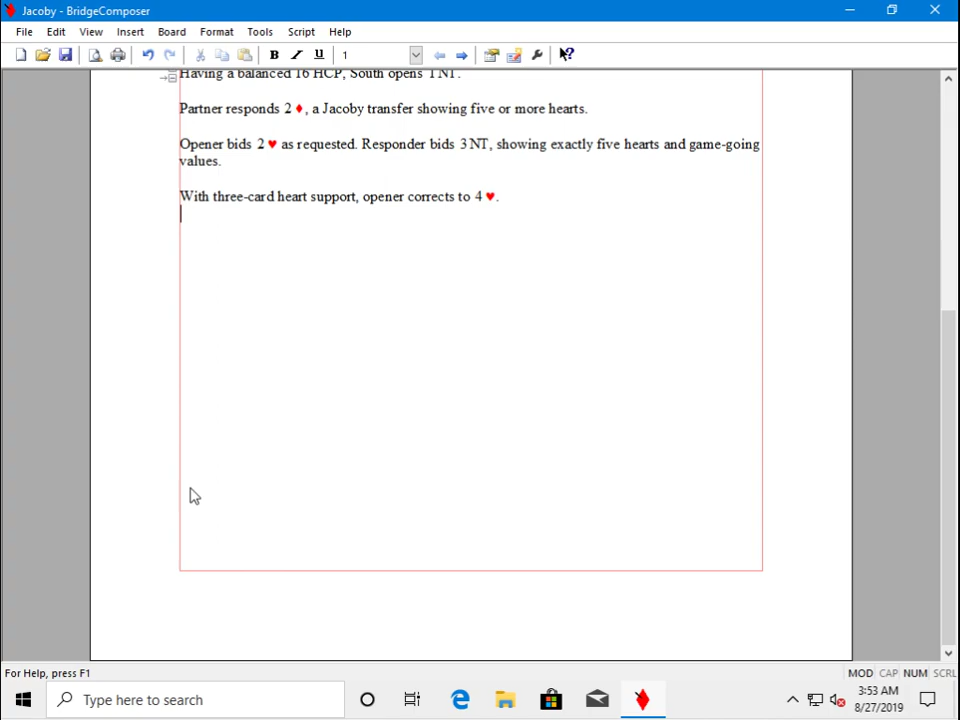 Jacoby - BridgeComposer
File Edit View Insert Board Format Tools Script Help
B I U 1
Having a balanced 16 HCP, South opens 1 NT.
Partner responds 2 ♦, a Jacoby transfer showing five or more hearts.
Opener bids 2 ♥ as requested. Responder bids 3 NT, showing exactly five hearts and game-going
values.
With three-card heart support, opener corrects to 4 ♥.
For Help, press F1 MOD CAP NUM SCRL
Type here to search
3:53 AM
8/27/2019